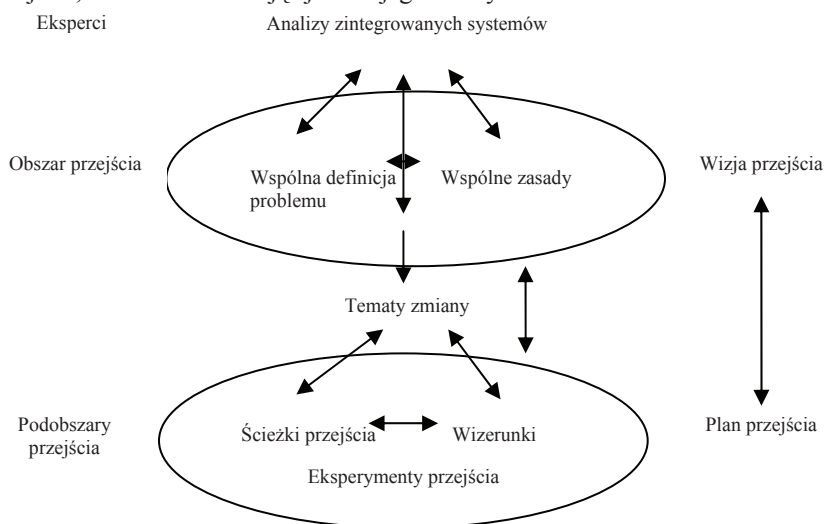 Eksperci
Analizy zintegrowanych systemów
Obszar przejścia
Wspólna definicja
problemu
Wspólne zasady
Wizja przejścia
Tematy zmiany
Podobszary
przejścia
Ścieżki przejścia
Wizerunki
Plan przejścia
Eksperymenty przejścia